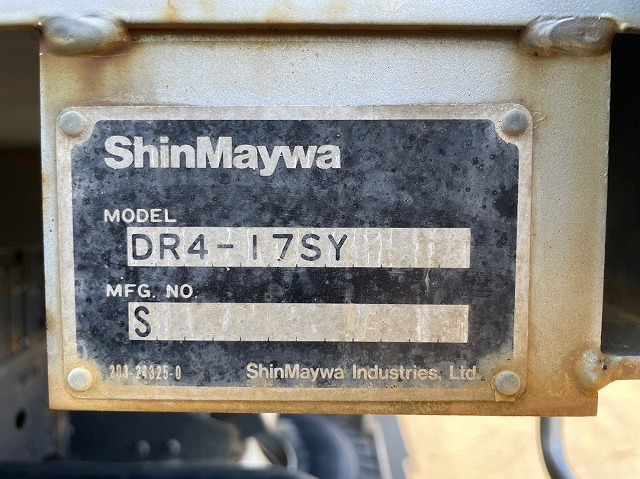 ShinMaywa
MODEL
DR4-17SY
MFG. NO.
S
ShinMaywa Industries, Ltd.